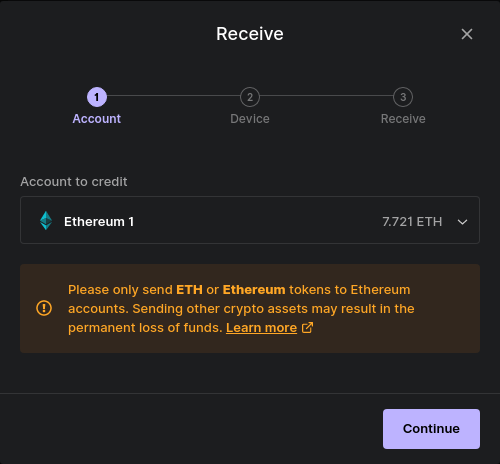 Receive
1
2
3
Account
Device
Receive
Account to credit
Ethereum 1
7.721 ETH
Please only send ETH or Ethereum tokens to Ethereum
accounts. Sending other crypto assets may result in the
permanent loss of funds. Learn more
Continue